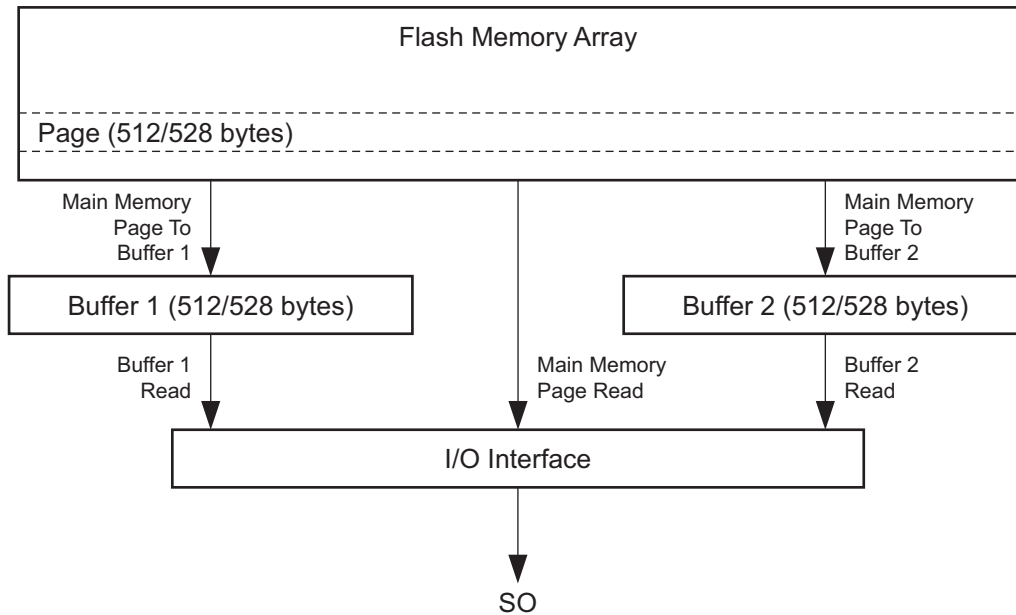 Flash Memory Array
Page (512/528 bytes)
Main Memory
Page To
Buffer 1
Main Memory
Page To
Buffer 2
Buffer 1 (512/528 bytes)
Buffer 2 (512/528 bytes)
Buffer 1
Read
Main Memory
Page Read
Buffer 2
Read
I/O Interface
SO